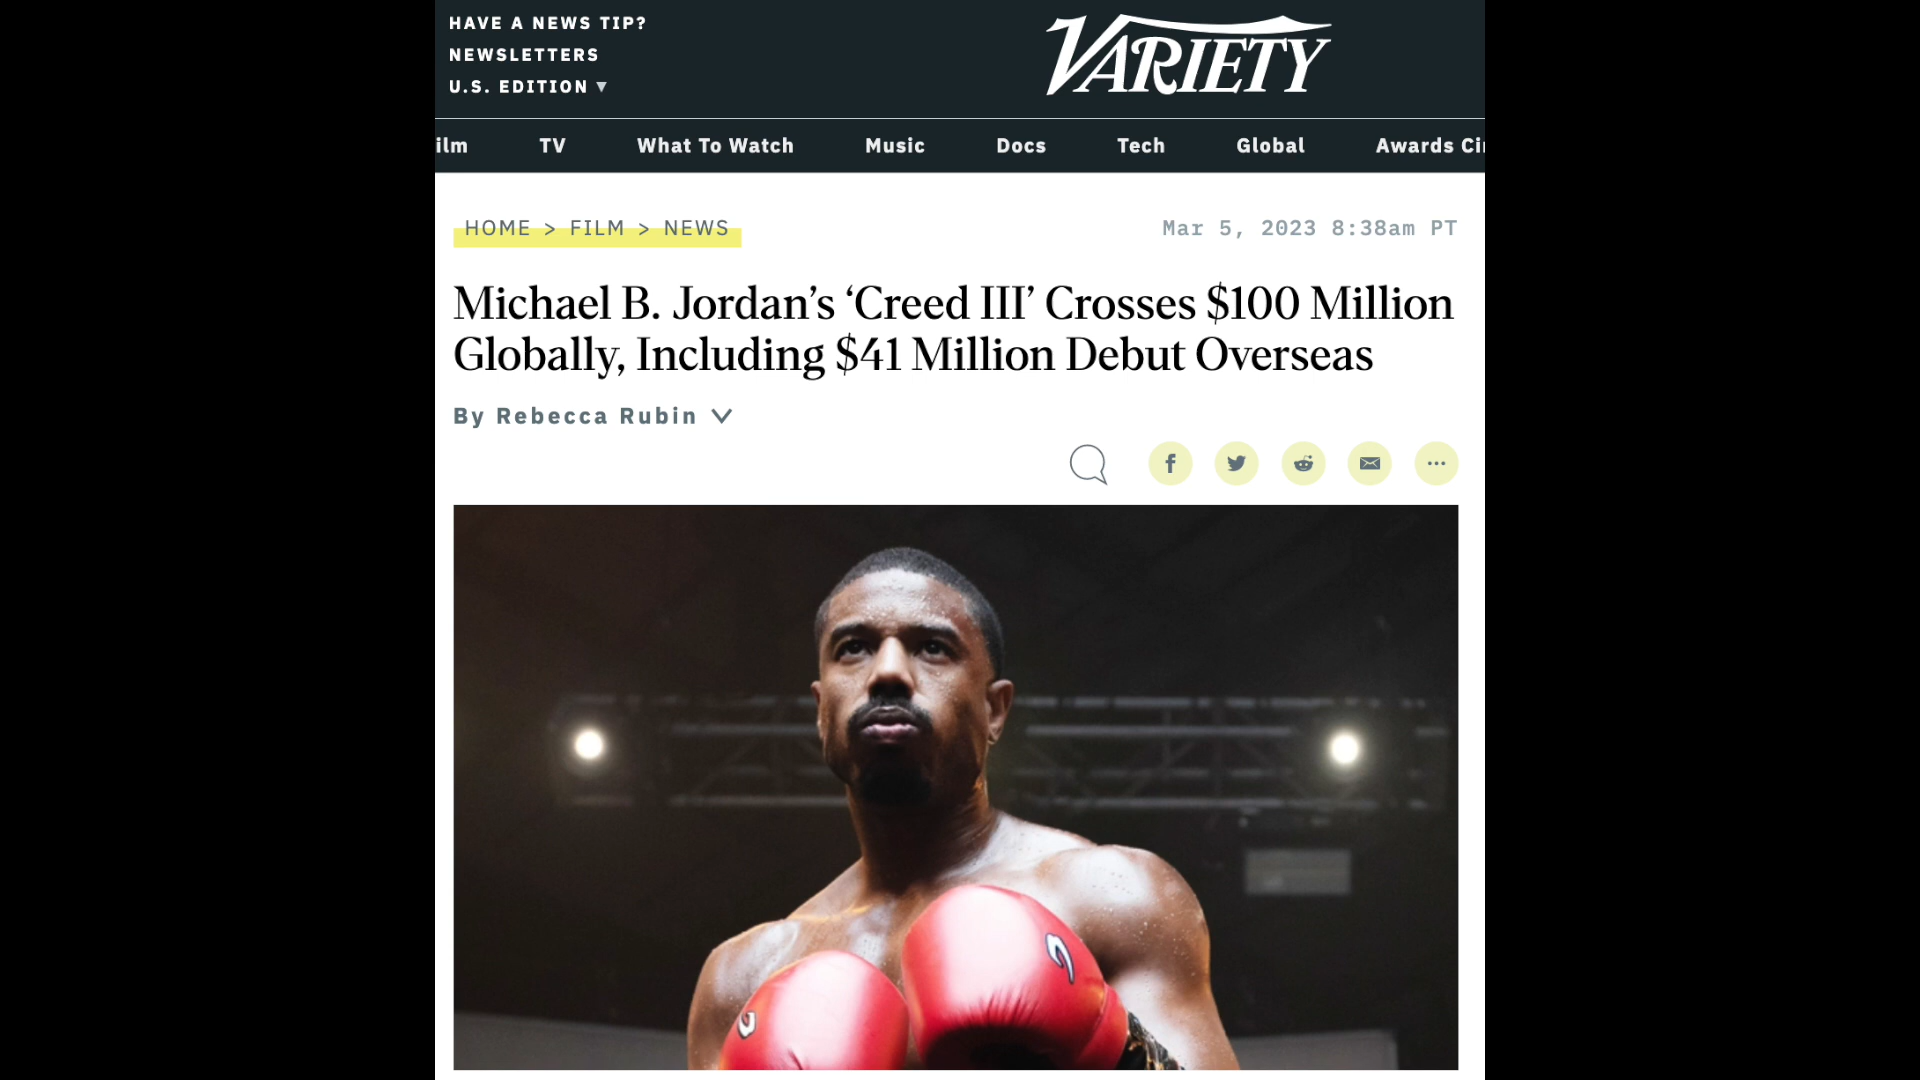 HAVE A NEWS TIP?
NEWSLETTERS
U.S. EDITION ▼
VARIETY
ilm TV What To Watch Music Docs Tech Global Awards Ci
HOME > FILM > NEWS
Mar 5, 2023 8:38am PT
Michael B. Jordan’s ‘Creed III’ Crosses $100 Million
Globally, Including $41 Million Debut Overseas
By Rebecca Rubin